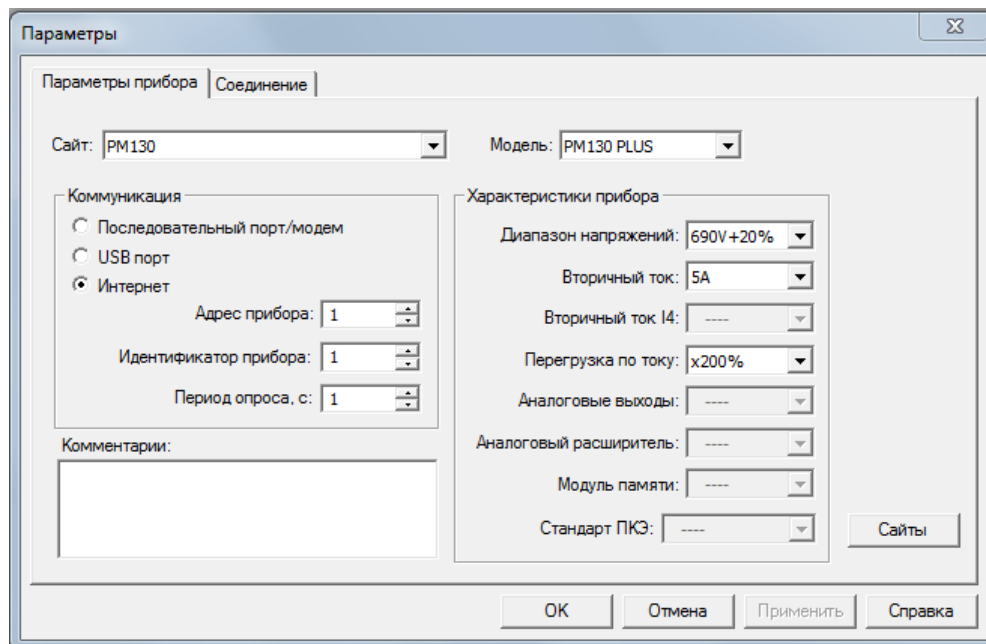 Параметры
Параметры прибора Соединение
Сайт: PM130 Модель: PM130 PLUS
Коммуникация
Последовательный порт/модем
USB порт
Интернет
Адрес прибора: 1
Идентификатор прибора: 1
Период опроса, с: 1
Комментарии:
Характеристики прибора
Диапазон напряжений: 690V+20%
Вторичный ток: 5A
Вторичный ток I4: ----
Перегрузка по току: x200%
Аналоговые выходы: ----
Аналоговый расширитель: ----
Модуль памяти: ----
Стандарт ПКЭ: ----
Сайты
OK Отмена Применить Справка